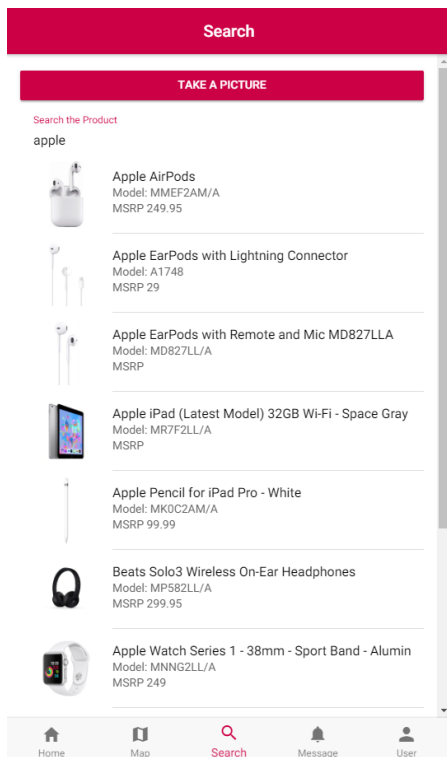 Search
TAKE A PICTURE
Search the Product
apple
Apple AirPods
Model: MMEF2AM/A
MSRP 249.95
Apple EarPods with Lightning Connector
Model: A1748
MSRP 29
Apple EarPods with Remote and Mic MD827LLA
Model: MD827LL/A
MSRP
Apple iPad (Latest Model) 32GB Wi-Fi - Space Gray
Model: MR7F2LL/A
MSRP
Apple Pencil for iPad Pro - White
Model: MK0C2AM/A
MSRP 99.99
Beats Solo3 Wireless On-Ear Headphones
Model: MP582LL/A
MSRP 299.95
Apple Watch Series 1 - 38mm - Sport Band - Alumin
Model: MNNG2LL/A
MSRP 249
Home Map Search Message User